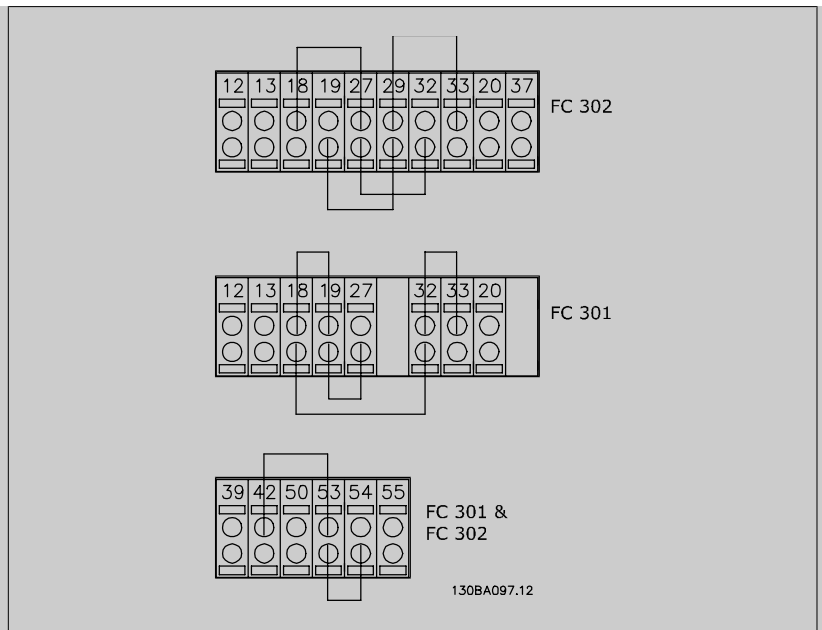 12 13 18 19 27 29 32 33 20 37
FC 302
12 13 18 19 27 32 33 20
FC 301
39 42 50 53 54 55
FC 301 &
FC 302
130BA097.12